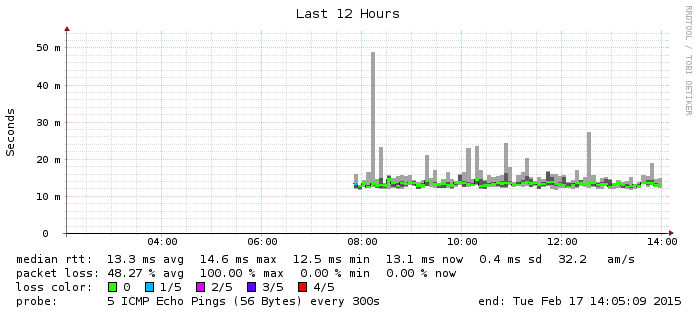 Last 12 Hours
RRDTOOL / TOBI OETIKER
Seconds
50 m
40 m
30 m
20 m
10 m
0
04:00 06:00 08:00 10:00 12:00 14:00
median rtt: 13.3 ms avg 14.6 ms max 12.5 ms min 13.1 ms now 0.4 ms sd 32.2 am/s
packet loss: 48.27 % avg 100.00 % max 0.00 % min 0.00 % now
loss color: 0 1/5 2/5 3/5 4/5
probe: 5 ICMP Echo Pings (56 Bytes) every 300s end: Tue Feb 17 14:05:09 2015